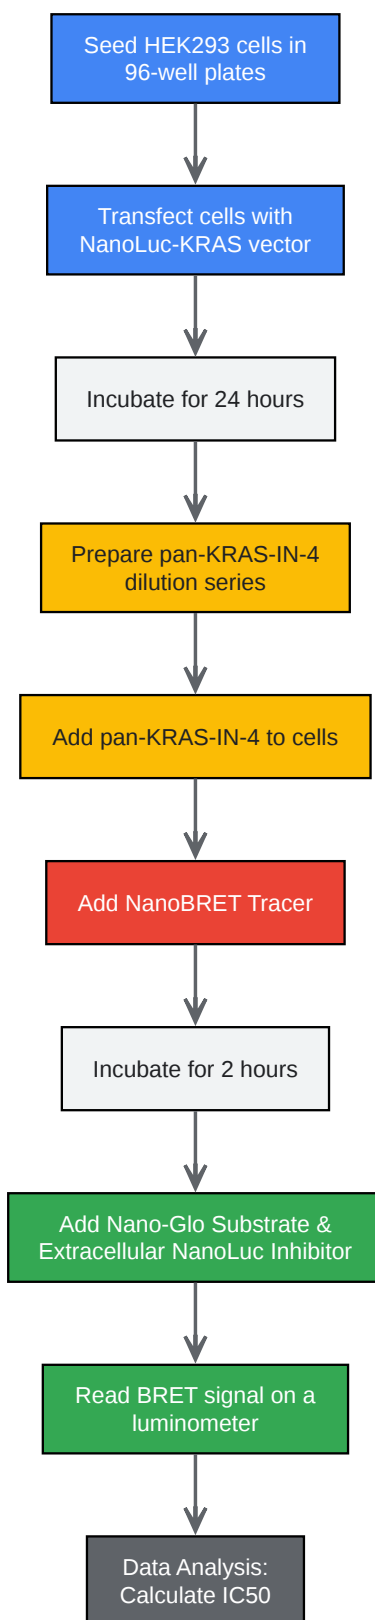 Seed HEK293 cells in
96-well plates
Transfect cells with
NanoLuc-KRAS vector
Incubate for 24 hours
Prepare pan-KRAS-IN-4
dilution series
Add pan-KRAS-IN-4 to cells
Add NanoBRET Tracer
Incubate for 2 hours
Add Nano-Glo Substrate &
Extracellular NanoLuc Inhibitor
Read BRET signal on a
luminometer
Data Analysis:
Calculate IC50